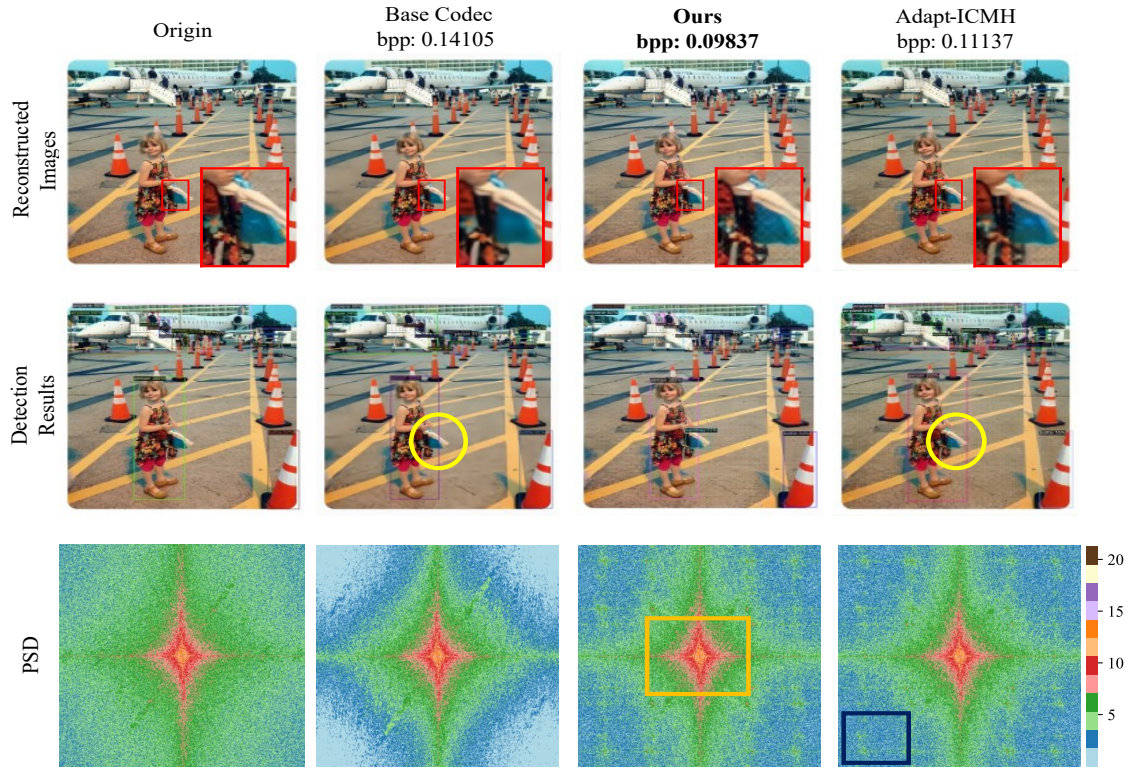 Origin
Base Codec
bpp: 0.14105
Ours
bpp: 0.09837
Adapt-ICMH
bpp: 0.11137
Reconstructed
Images
Detection
Results
PSD
20
15
10
5